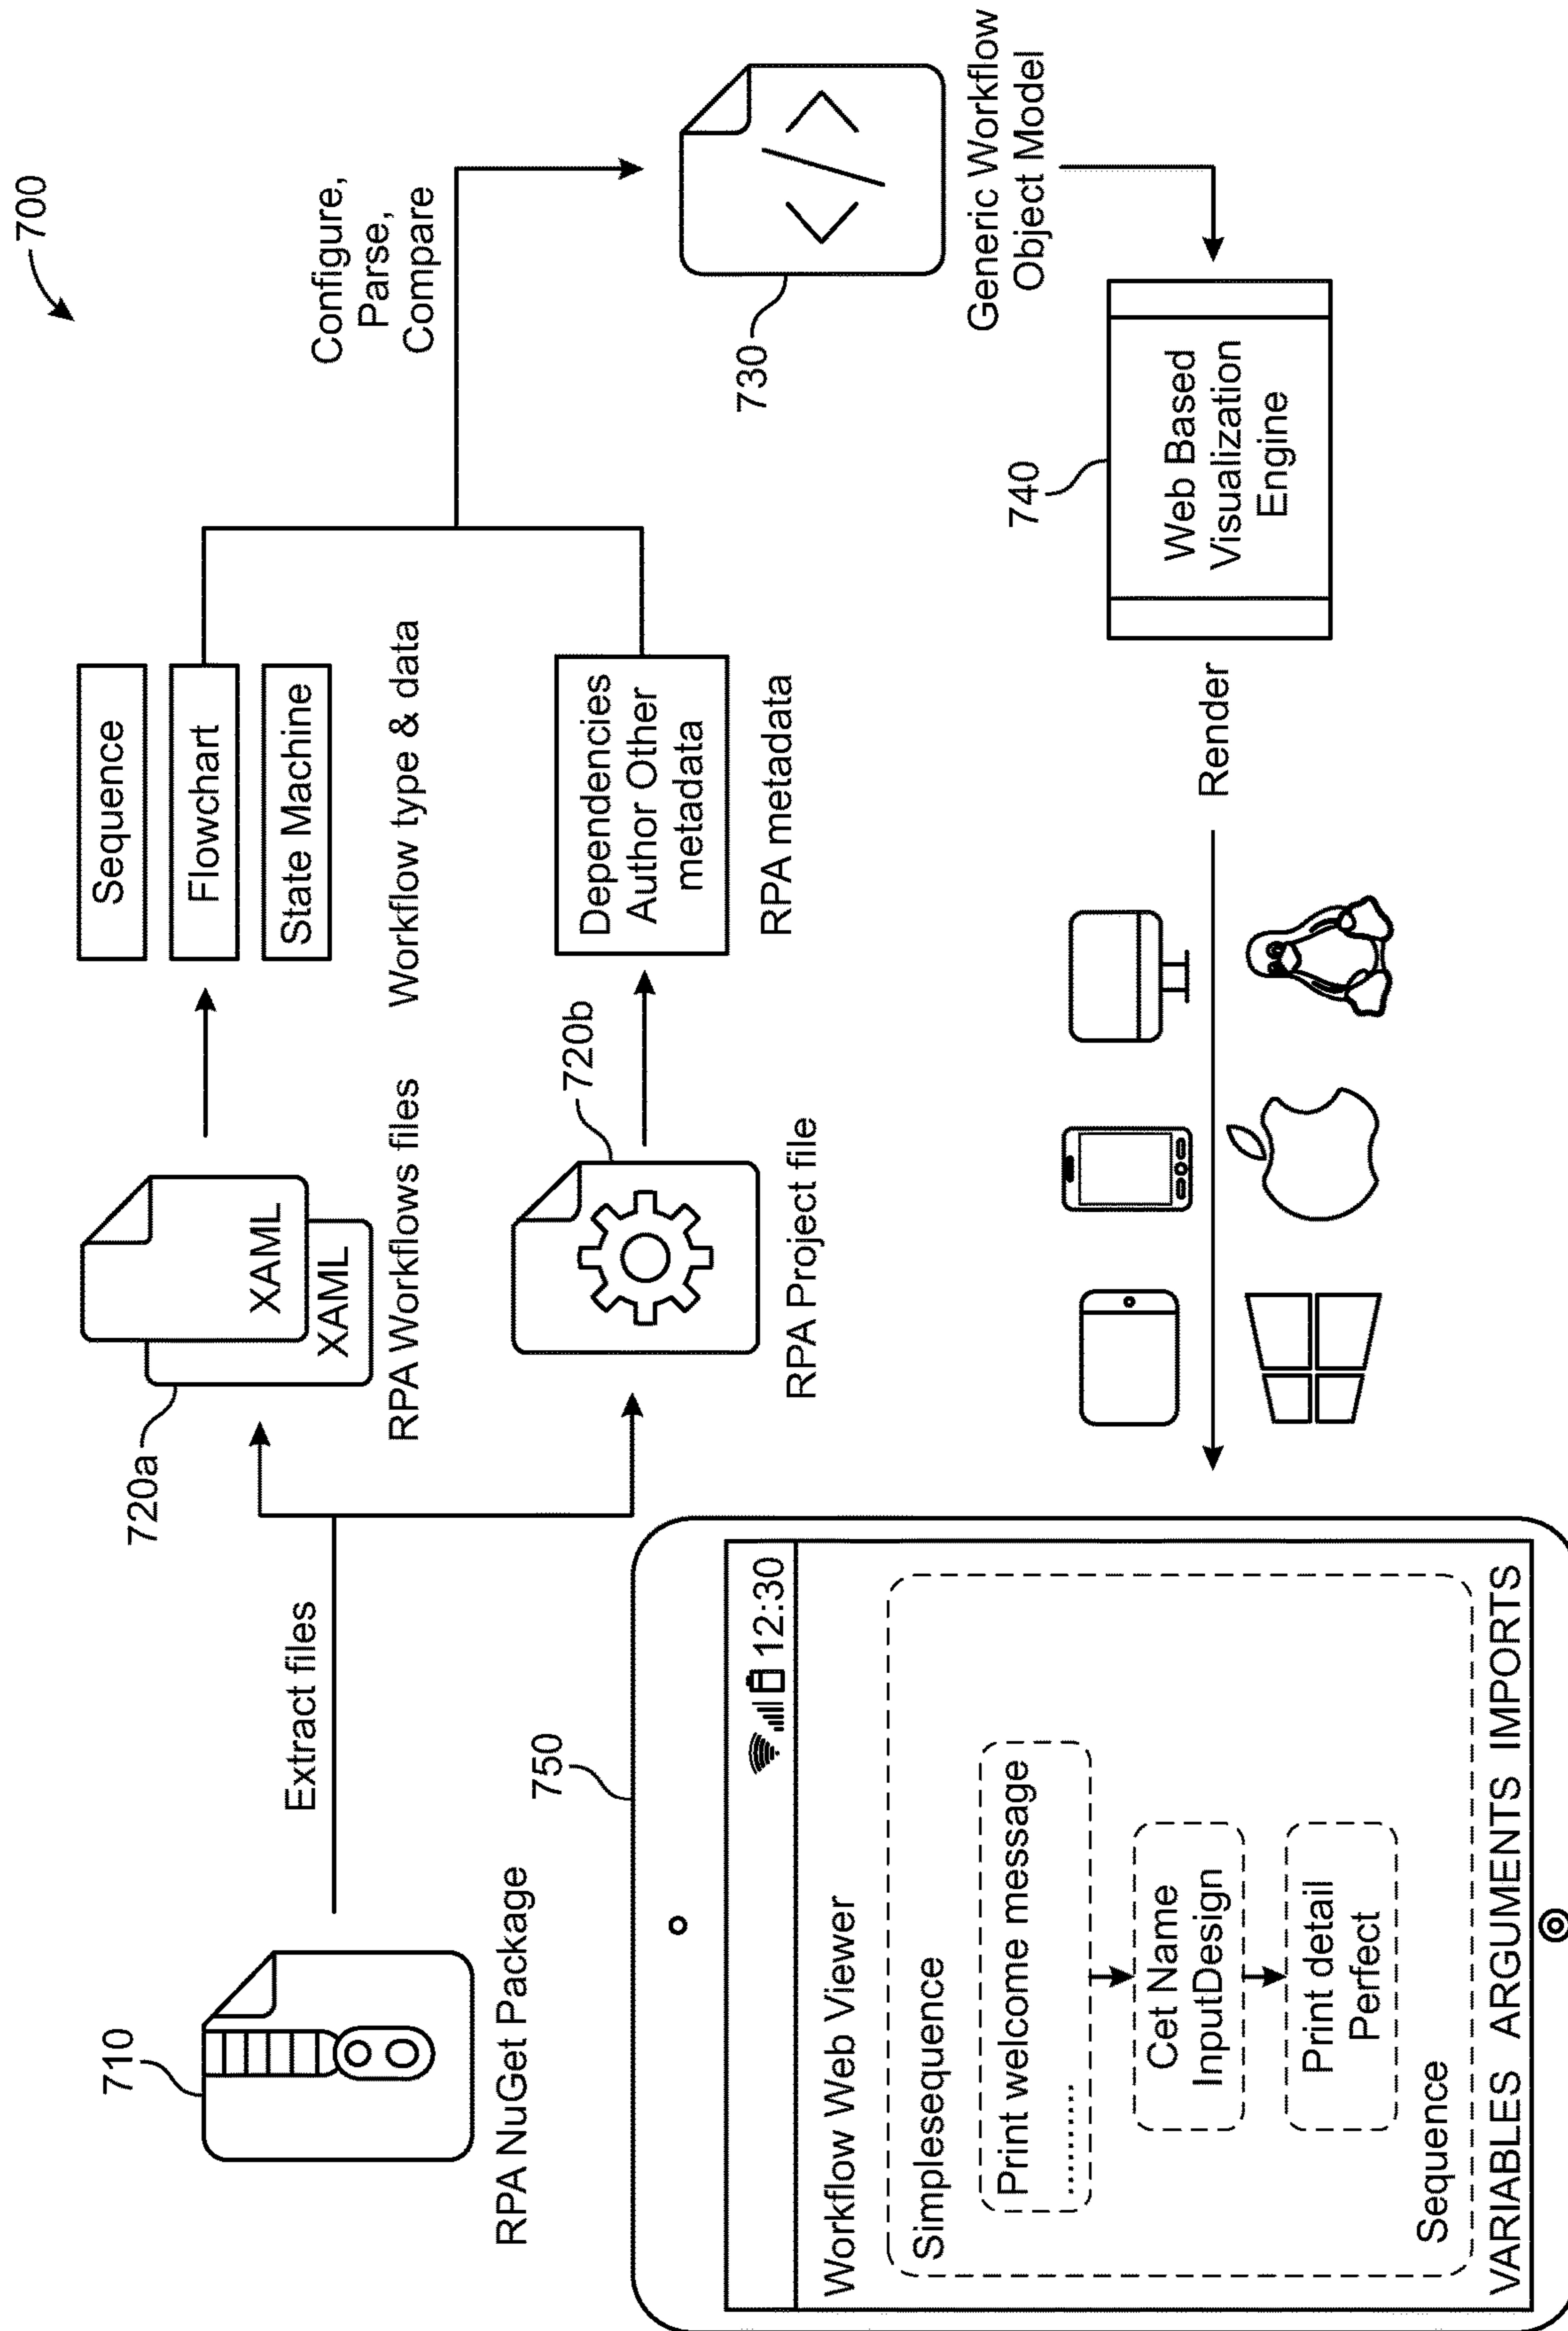 700
710
RPA NuGet Package
Extract files
720a
XAML
XAML
RPA Workflows files
Sequence
Flowchart
State Machine
Workflow type & data
720b
RPA Project file
Dependencies
Author Other
metadata
RPA metadata
Configure,
Parse,
Compare
730
</>
Generic Workflow
Object Model
740
Web Based
Visualization
Engine
Render
750
12:30
Workflow Web Viewer
Simplesequence
Print welcome message
..........
Cet Name
InputDesign
Print detail
Perfect
Sequence
VARIABLES ARGUMENTS IMPORTS